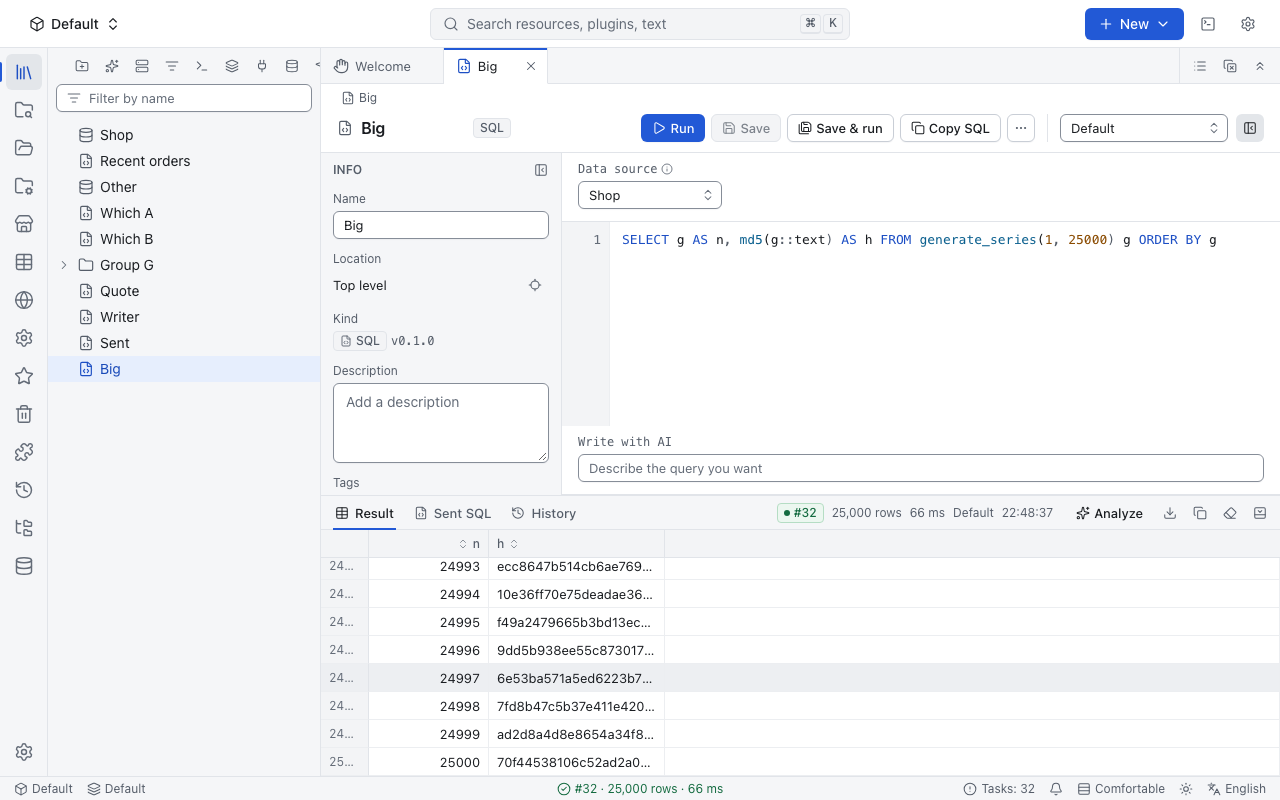 Default
Search resources, plugins, text
⌘ K
New
Filter by name
Shop
Recent orders
Other
Which A
Which B
Group G
Quote
Writer
Sent
Big
Welcome
Big
Big
Big
SQL
Run
Save
Save & run
Copy SQL
Default
INFO
Name
Big
Location
Top level
Kind
SQL v0.1.0
Description
Add a description
Tags
Data source
Shop
1 SELECT g AS n, md5(g::text) AS h FROM generate_series(1, 25000) g ORDER BY g
Write with AI
Describe the query you want
Result
Sent SQL
History
#32
25,000 rows 66 ms Default 22:48:37
Analyze
n h
24... 24993 ecc8647b514cb6ae769...
24... 24994 10e36ff70e75deadae36...
24... 24995 f49a2479665b3bd13ec...
24... 24996 9dd5b938ee55c873017...
24... 24997 6e53ba571a5ed6223b7...
24... 24998 7fd8b47c5b37e411e420...
24... 24999 ad2d8a4d8e8654a34f8...
25... 25000 70f44538106c52ad2a0...
Default
Default
#32 · 25,000 rows · 66 ms
Tasks: 32
Comfortable
English